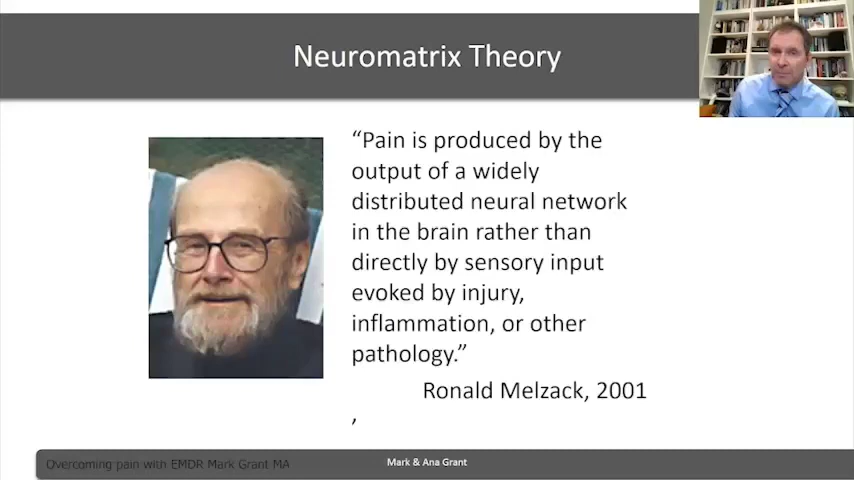 Neuromatrix Theory
“Pain is produced by the
output of a widely
distributed neural network
in the brain rather than
directly by sensory input
evoked by injury,
inflammation, or other
pathology.”
Ronald Melzack, 2001
,
Overcoming pain with EMDR Mark Grant MA
Mark & Ana Grant